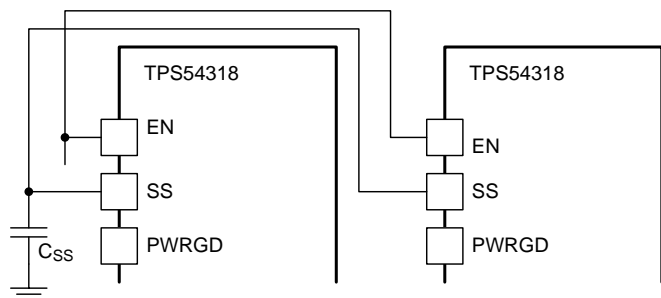 TPS54318
TPS54318
EN
EN
SS
SS
PWRGD
PWRGD
CSS